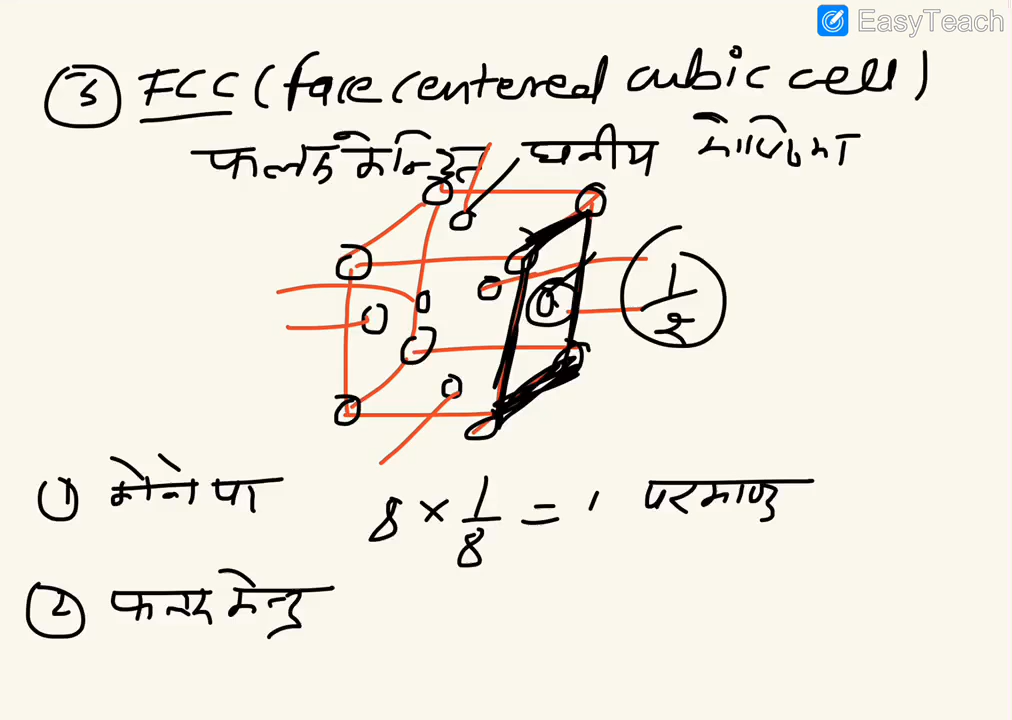 EasyTeach
③ FCC (face centered cubic cell)
फलक केन्द्रित घनीय कोष्ठिका
1/2
① कोने पर 8 × 1/8 = 1 परमाणु
② फलक केन्द्र